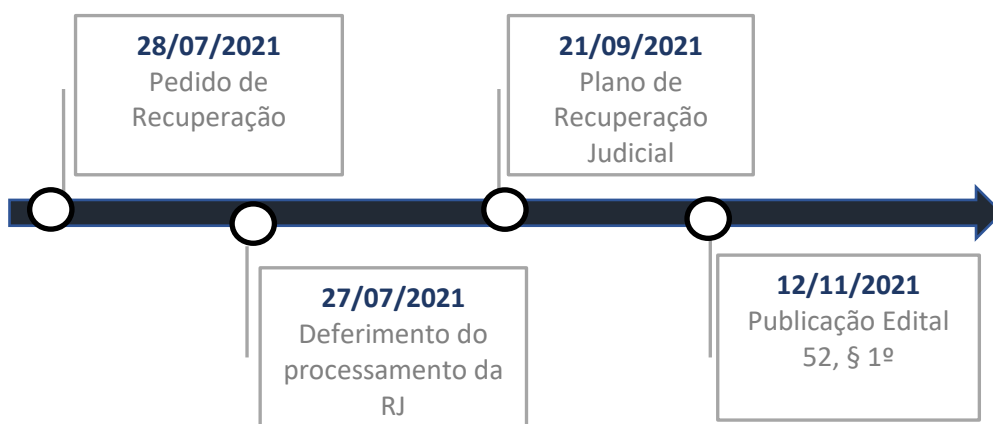 28/07/2021
Pedido de
Recuperação
21/09/2021
Plano de
Recuperação
Judicial
27/07/2021
Deferimento do
processamento da
RJ
12/11/2021
Publicação Edital
52, § 1º